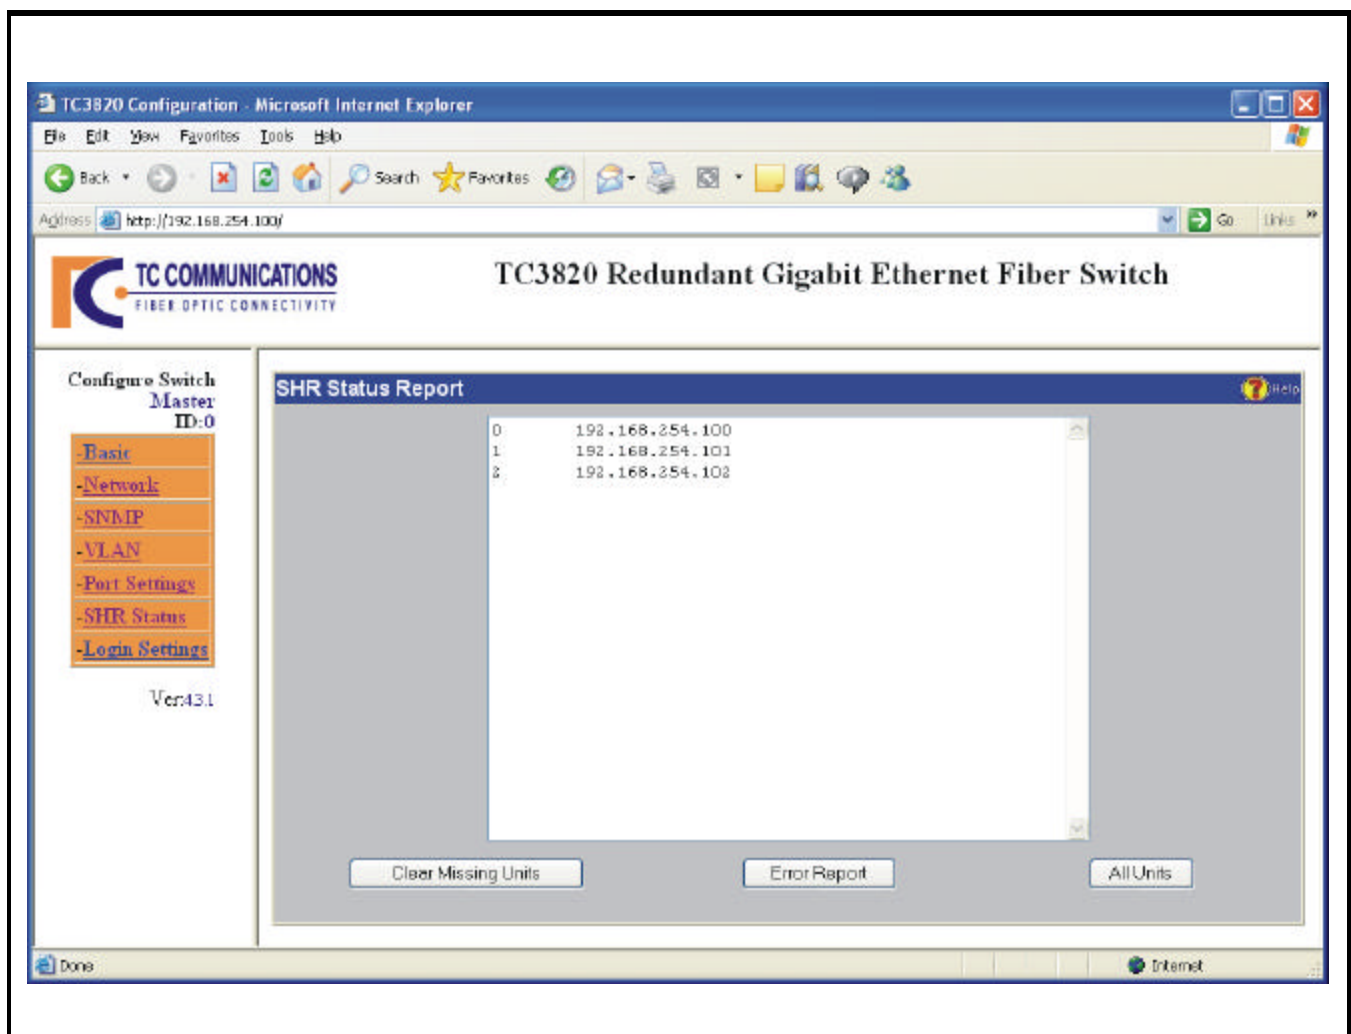 TC3820 Configuration - Microsoft Internet Explorer
File Edit View Favorites Tools Help
Back Search Favorites
Address http://192.168.254.100/ Go Links »
TC COMMUNICATIONS
FIBER OPTIC CONNECTIVITY
TC3820 Redundant Gigabit Ethernet Fiber Switch
Configure Switch
Master
ID:0
-Basic
-Network
-SNMP
-VLAN
-Port Settings
-SHR Status
-Login Settings
Ver:4.3.1
SHR Status Report
Help
0 192.168.254.100
1 192.168.254.101
2 192.168.254.102
Clear Missing Units Error Report All Units
Done Internet